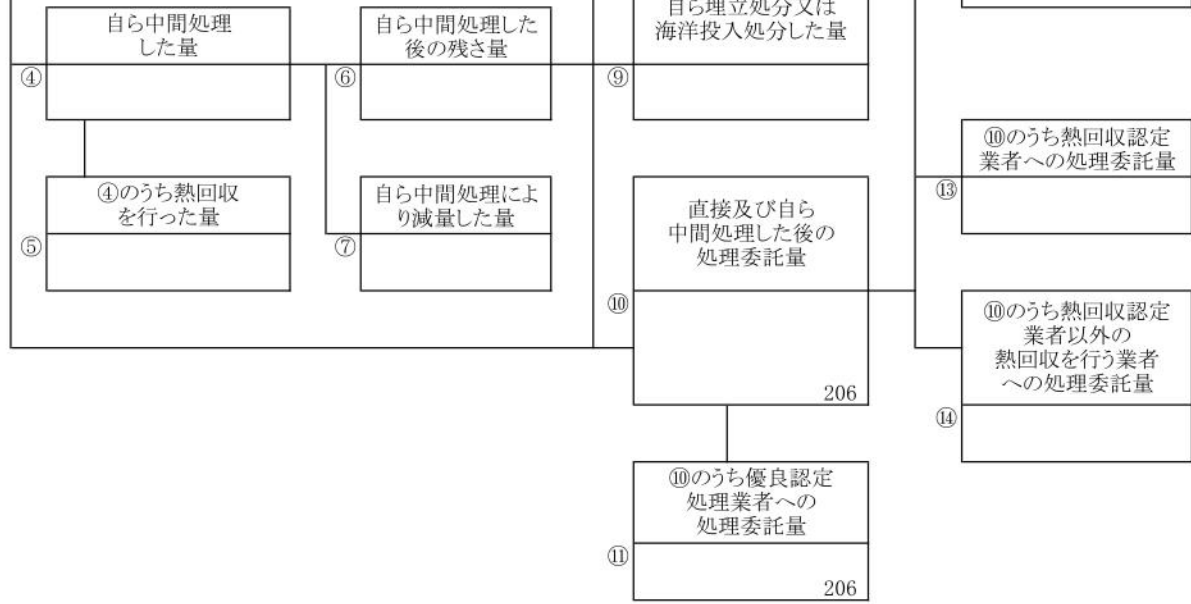 自ら中間処理
した量
④
自ら中間処理した
後の残さ量
⑥
自ら埋立処分又は
海洋投入処分した量
⑨
⑩のうち熱回収認定
業者への処理委託量
⑬
④のうち熱回収
を行った量
⑤
自ら中間処理によ
り減量した量
⑦
直接及び自ら
中間処理した後の
処理委託量
⑩
206
⑩のうち熱回収認定
業者以外の
熱回収を行う業者
への処理委託量
⑭
⑩のうち優良認定
処理業者への
処理委託量
⑪
206